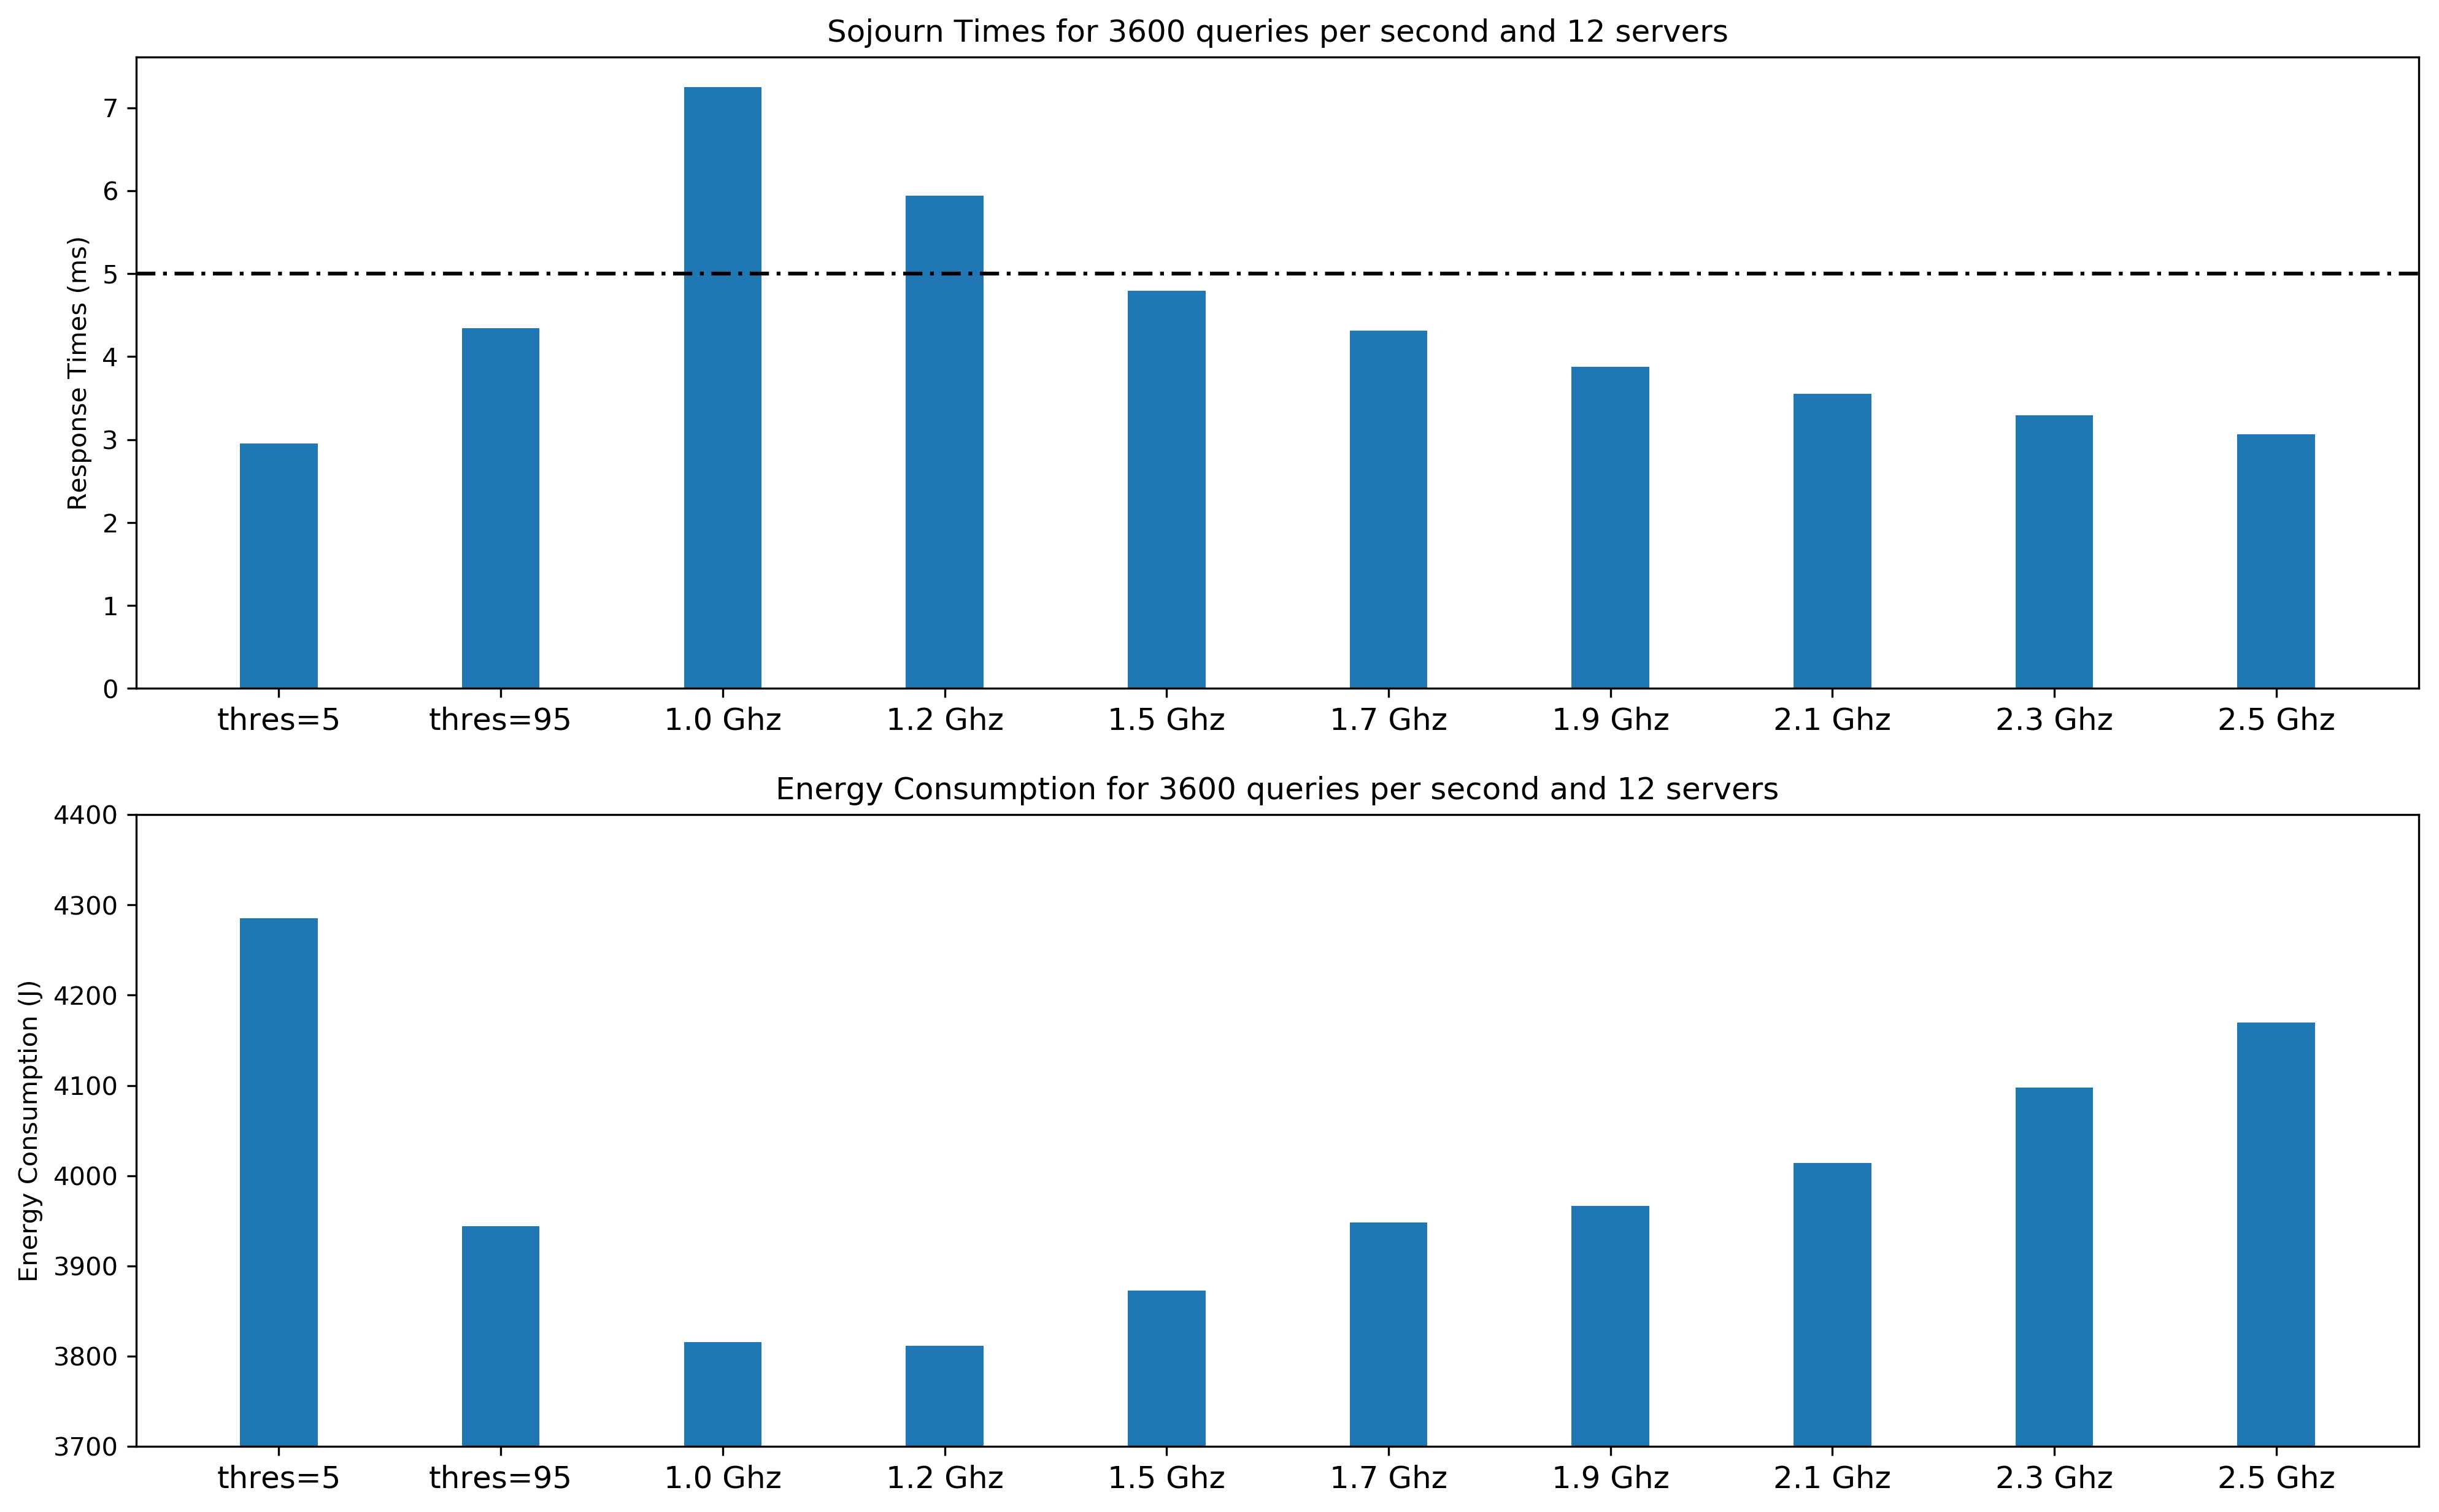 Sojourn Times for 3600 queries per second and 12 servers
Response Times (ms)
7
6
5
4
3
2
1
0
thres=5 thres=95 1.0 Ghz 1.2 Ghz 1.5 Ghz 1.7 Ghz 1.9 Ghz 2.1 Ghz 2.3 Ghz 2.5 Ghz
Energy Consumption for 3600 queries per second and 12 servers
Energy Consumption (J)
4400
4300
4200
4100
4000
3900
3800
3700
thres=5 thres=95 1.0 Ghz 1.2 Ghz 1.5 Ghz 1.7 Ghz 1.9 Ghz 2.1 Ghz 2.3 Ghz 2.5 Ghz